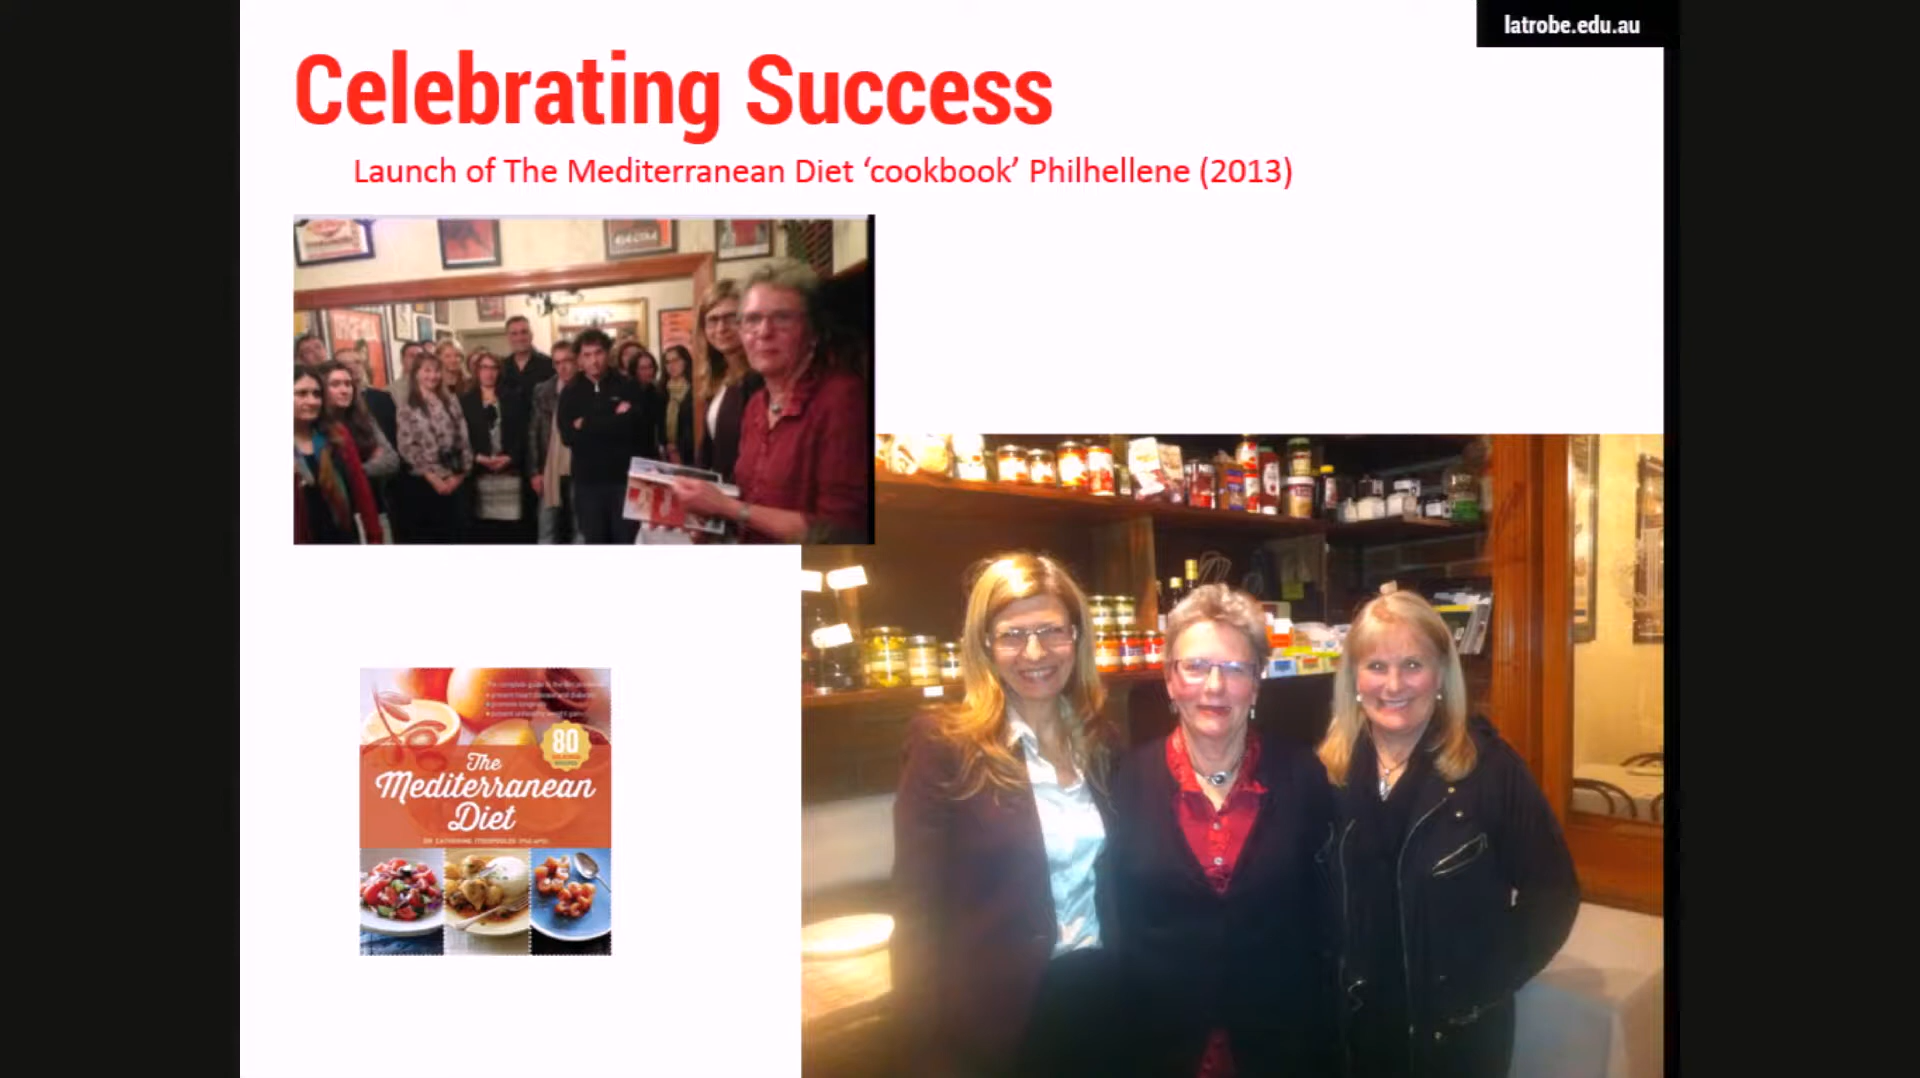 latrobe.edu.au
Celebrating Success
Launch of The Mediterranean Diet ‘cookbook’ Philhellene (2013)
80
The
Mediterranean
Diet